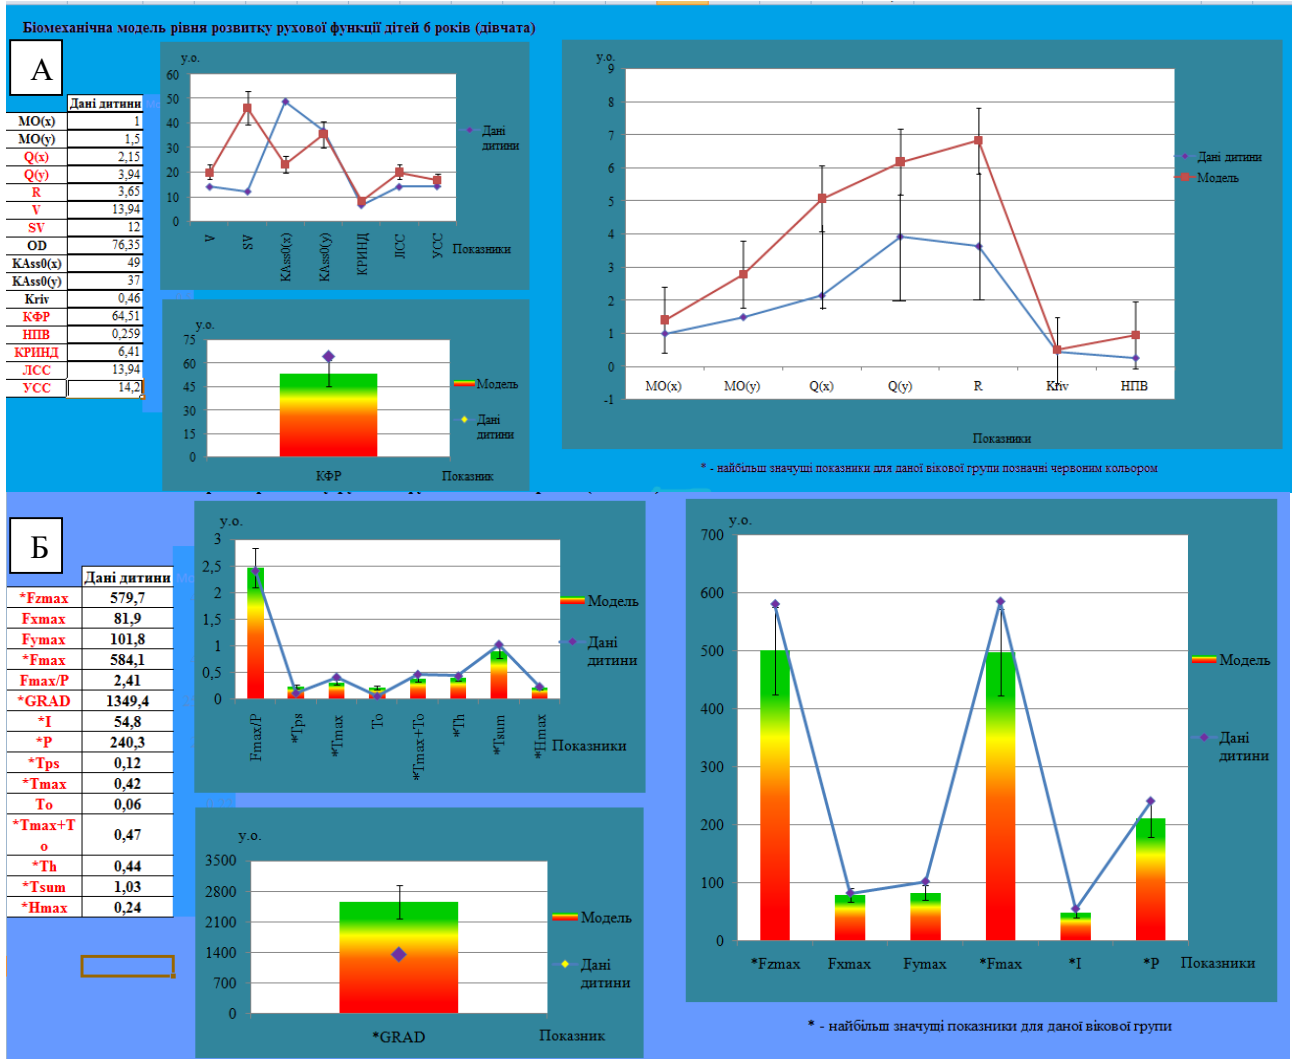 Біомеханічна модель рівня розвитку рухової функції дітей 6 років (дівчата)
А
Дані дитини
MO(x) 1
MO(y) 1,5
Q(x) 2,15
Q(y) 3,94
R 3,65
V 13,94
SV 12
OD 76,35
KAss0(x) 49
KAss0(y) 37
Kriv 0,46
КФР 64,51
НПВ 0,259
КРИНД 6,41
ЛСС 13,94
УСС 14,2
у.о.
60
50
40
30
20
10
0
V SV KAss0(x) KAss0(y) КРИНД ЛСС УСС
Показники
Дані
дитини
у.о.
75
60
45
30
15
0
КФР
Показник
Модель
Дані
дитини
у.о.
9
8
7
6
5
4
3
2
1
0
-1
MO(x) MO(y) Q(x) Q(y) R Kriv НПВ
Показники
Дані дитини
Модель
* - найбільш значущі показники для даної вікової групи позначні червоним кольором
Б
Дані дитини
*Fzmax 579,7
Fxmax 81,9
Fymax 101,8
*Fmax 584,1
Fmax/P 2,41
*GRAD 1349,4
*I 54,8
*P 240,3
*Tps 0,12
*Tmax 0,42
To 0,06
*Tmax+T
o 0,47
*Th 0,44
*Tsum 1,03
*Hmax 0,24
у.о.
3
2,5
2
1,5
1
0,5
0
Fmax/P *Tps *Tmax To *Tmax+To *Th *Tsum *Hmax
Показники
Модель
Дані
дитини
у.о.
3500
2800
2100
1400
700
0
*GRAD
Показник
Модель
Дані
дитини
у.о.
700
600
500
400
300
200
100
0
*Fzmax Fxmax Fymax *Fmax *I *P
Показники
Модель
Дані
дитини
* - найбільш значущі показники для даної вікової групи